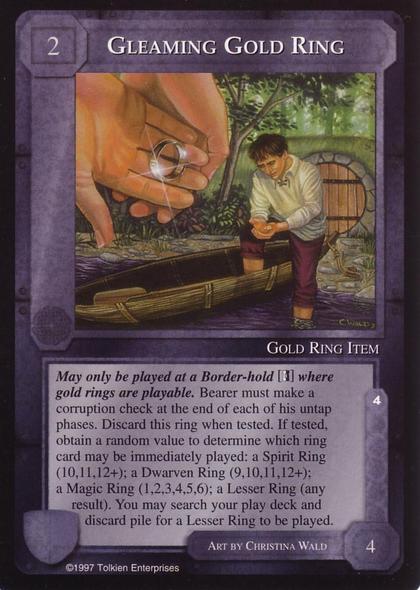 2
GLEAMING GOLD RING
C. WALD
GOLD RING ITEM
May only be played at a Border-hold [B] where
gold rings are playable. Bearer must make a
corruption check at the end of each of his untap
phases. Discard this ring when tested. If tested,
obtain a random value to determine which ring
card may be immediately played: a Spirit Ring
(10,11,12+); a Dwarven Ring (9,10,11,12+);
a Magic Ring (1,2,3,4,5,6); a Lesser Ring (any
result). You may search your play deck and
discard pile for a Lesser Ring to be played.
4
ART BY CHRISTINA WALD
4
©1997 Tolkien Enterprises